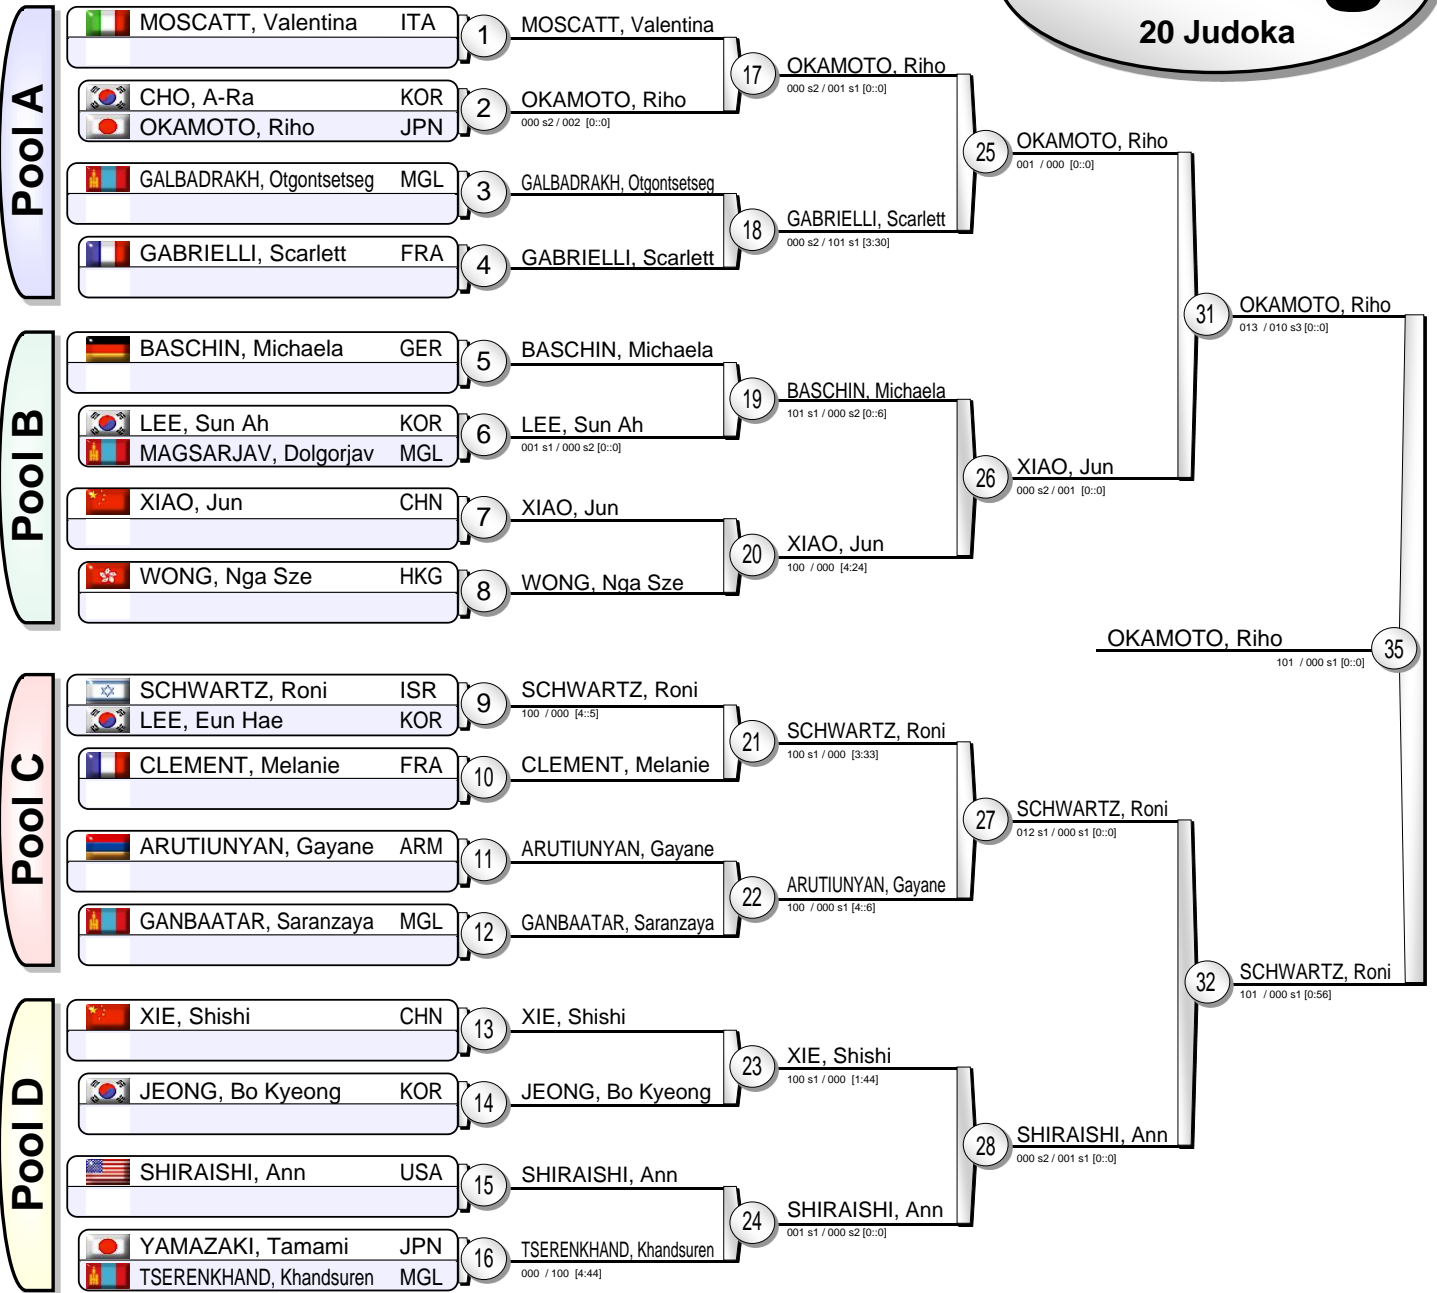 20 Judoka
Pool A
MOSCATT, Valentina ITA
1
MOSCATT, Valentina
CHO, A-Ra KOR
OKAMOTO, Riho JPN
2
OKAMOTO, Riho
000 s2 / 002 [0::0]
17
OKAMOTO, Riho
000 s2 / 001 s1 [0::0]
GALBADRAKH, Otgontsetseg MGL
3
GALBADRAKH, Otgontsetseg
GABRIELLI, Scarlett FRA
4
GABRIELLI, Scarlett
18
GABRIELLI, Scarlett
000 s2 / 101 s1 [3:30]
25
OKAMOTO, Riho
001 / 000 [0::0]
Pool B
BASCHIN, Michaela GER
5
BASCHIN, Michaela
LEE, Sun Ah KOR
MAGSARJAV, Dolgorjav MGL
6
LEE, Sun Ah
001 s1 / 000 s2 [0::0]
19
BASCHIN, Michaela
101 s1 / 000 s2 [0::6]
XIAO, Jun CHN
7
XIAO, Jun
WONG, Nga Sze HKG
8
WONG, Nga Sze
20
XIAO, Jun
100 / 000 [4:24]
26
XIAO, Jun
000 s2 / 001 [0::0]
31
OKAMOTO, Riho
013 / 010 s3 [0::0]
OKAMOTO, Riho
101 / 000 s1 [0::0]
35
Pool C
SCHWARTZ, Roni ISR
LEE, Eun Hae KOR
9
SCHWARTZ, Roni
100 / 000 [4::5]
CLEMENT, Melanie FRA
10
CLEMENT, Melanie
21
SCHWARTZ, Roni
100 s1 / 000 [3:33]
ARUTIUNYAN, Gayane ARM
11
ARUTIUNYAN, Gayane
GANBAATAR, Saranzaya MGL
12
GANBAATAR, Saranzaya
22
ARUTIUNYAN, Gayane
100 / 000 s1 [4::6]
27
SCHWARTZ, Roni
012 s1 / 000 s1 [0::0]
Pool D
XIE, Shishi CHN
13
XIE, Shishi
JEONG, Bo Kyeong KOR
14
JEONG, Bo Kyeong
23
XIE, Shishi
100 s1 / 000 [1:44]
SHIRAISHI, Ann USA
15
SHIRAISHI, Ann
YAMAZAKI, Tamami JPN
TSERENKHAND, Khandsuren MGL
16
TSERENKHAND, Khandsuren
000 / 100 [4:44]
24
SHIRAISHI, Ann
001 s1 / 000 s2 [0::0]
28
SHIRAISHI, Ann
000 s2 / 001 s1 [0::0]
32
SCHWARTZ, Roni
101 / 000 s1 [0:56]